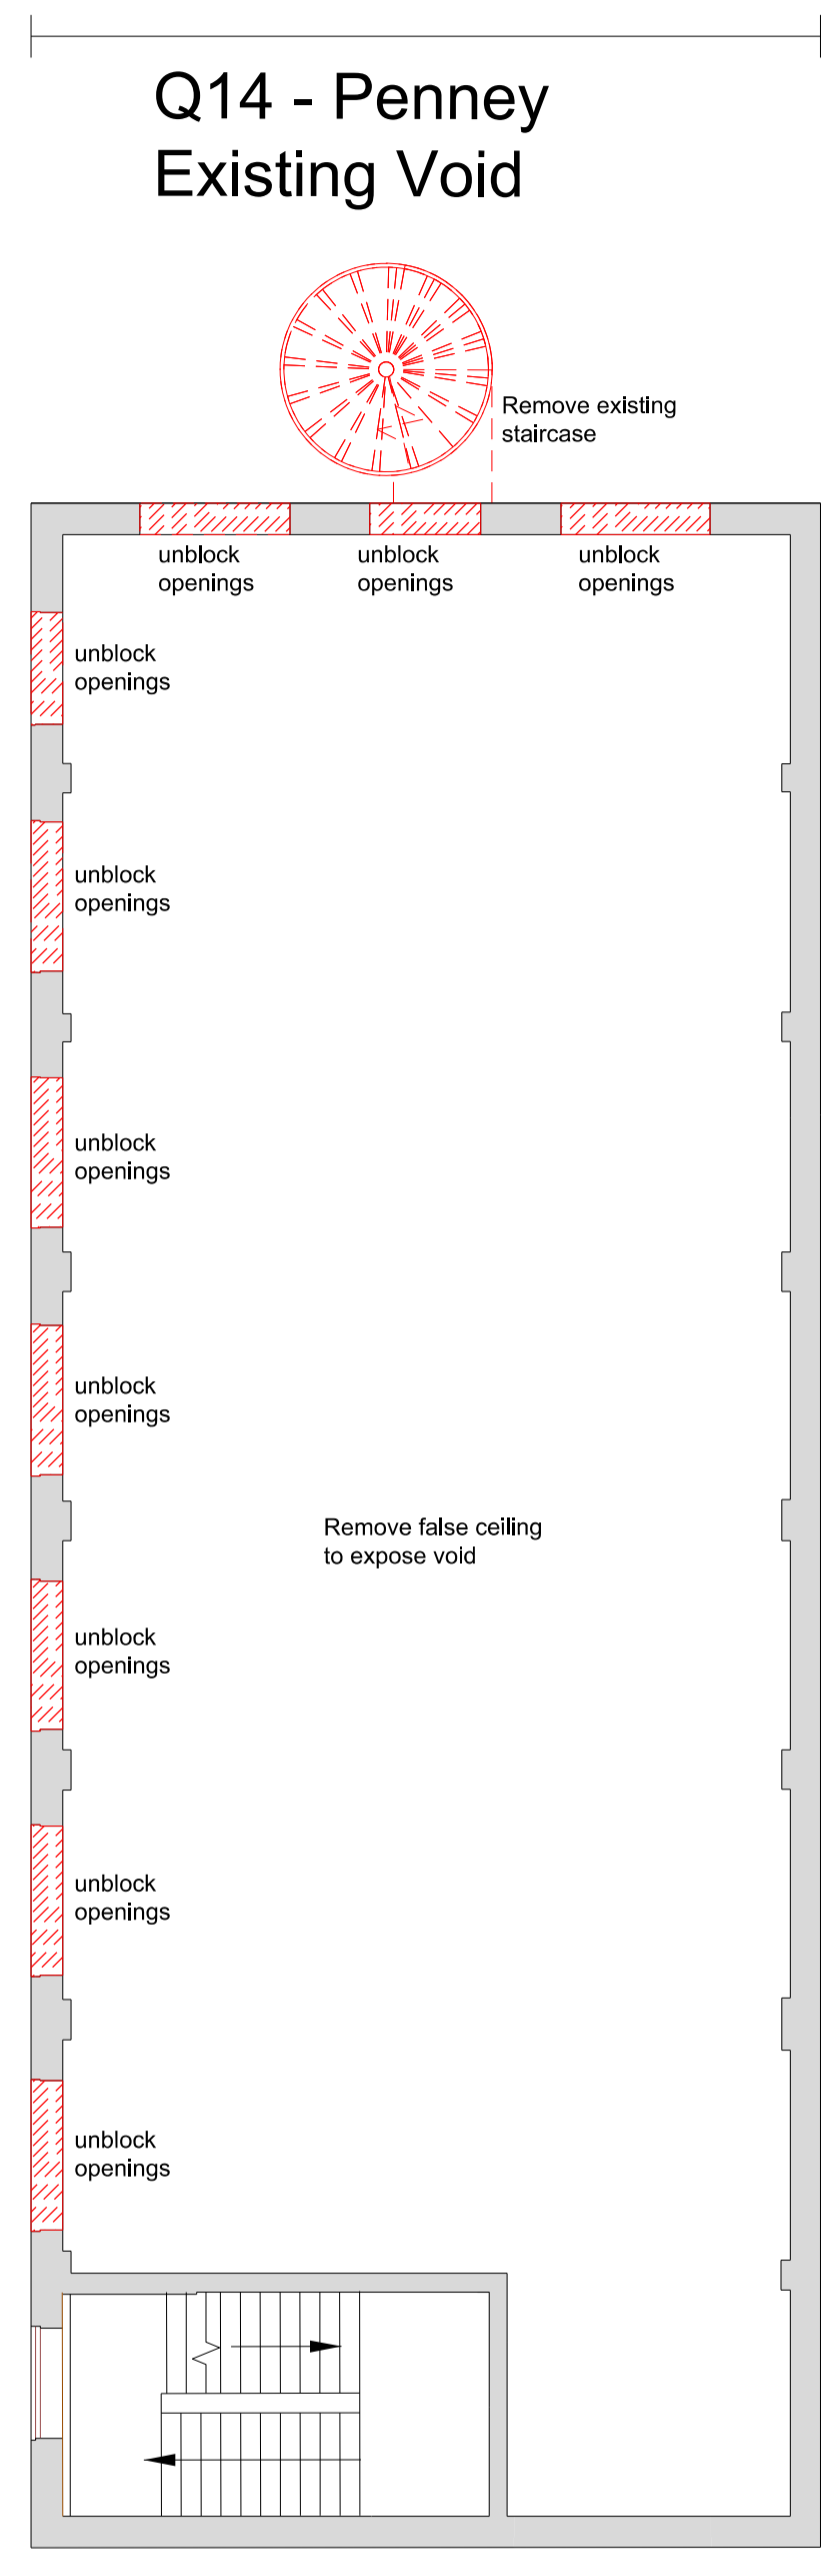 Q14 - Penney
Existing Void
Remove existing
staircase
unblock
openings
unblock
openings
unblock
openings
unblock
openings
unblock
openings
unblock
openings
unblock
openings
Remove false ceiling
to expose void
unblock
openings
unblock
openings
unblock
openings